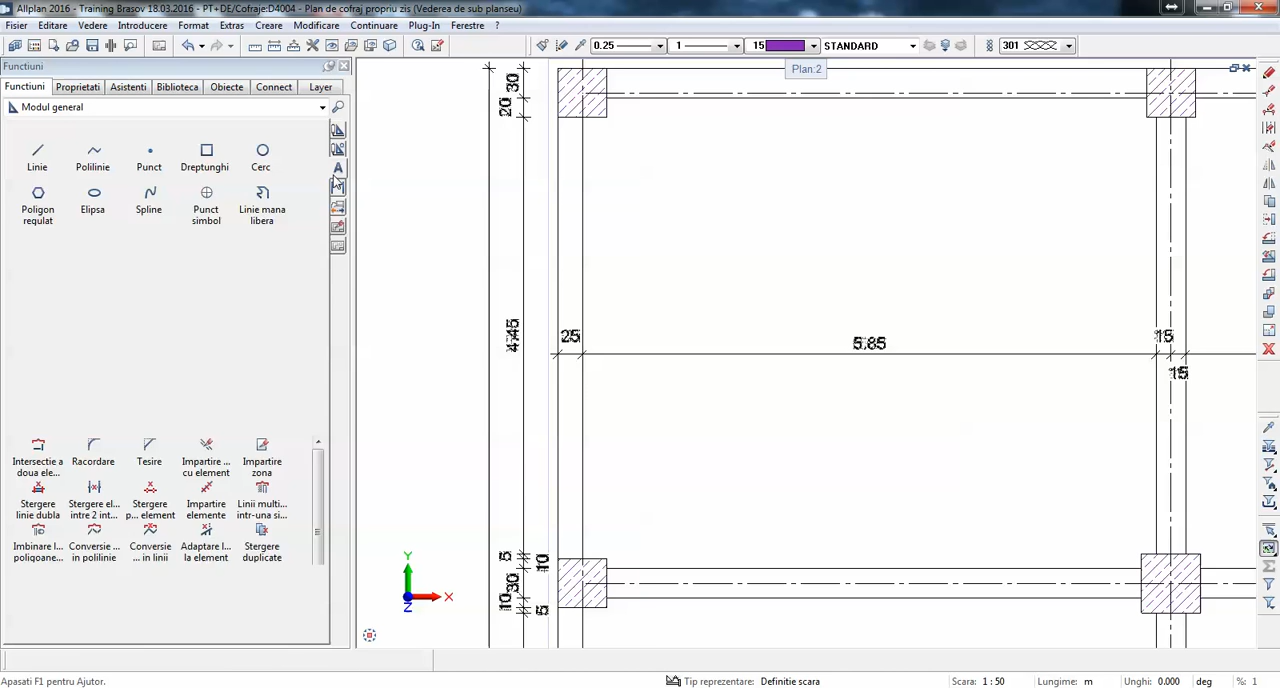 Allplan 2016 - Training Brasov 18.03.2016 - PT+DE/Cofraje:D4004 - Plan de cofraj propriu zis (Vederea de sub planseu)
Fisier Editare Vedere Introducere Format Extras Creare Modificare Continuare Plug-In Ferestre ?
0.25 1 15 STANDARD 301
Functiuni
Plan:2
Functiuni Proprietati Asistenti Biblioteca Obiecte Connect Layer
Modul general
Linie Polilinie Punct Dreptunghi Cerc
Poligon regulat Elipsa Spline Punct simbol Linie mana libera
Intersectie a doua ele... Racordare Tesire Impartire ... cu element Impartire zona
Stergere linie dubla Stergere el... intre 2 int... Stergere p... element Impartire elemente Linii multi... intr-una si...
Imbinare l... poligoane... Conversie ... in polilinie Conversie ... in linii Adaptare l... la element Stergere duplicate
30
20
4.45
25
5.85
15
15
5
10
30
10
5
Y
X
Z
Apasati F1 pentru Ajutor.
Tip reprezentare: Definitie scara Scara: 1 : 50 Lungime: m Unghi: 0.000 deg %: 1